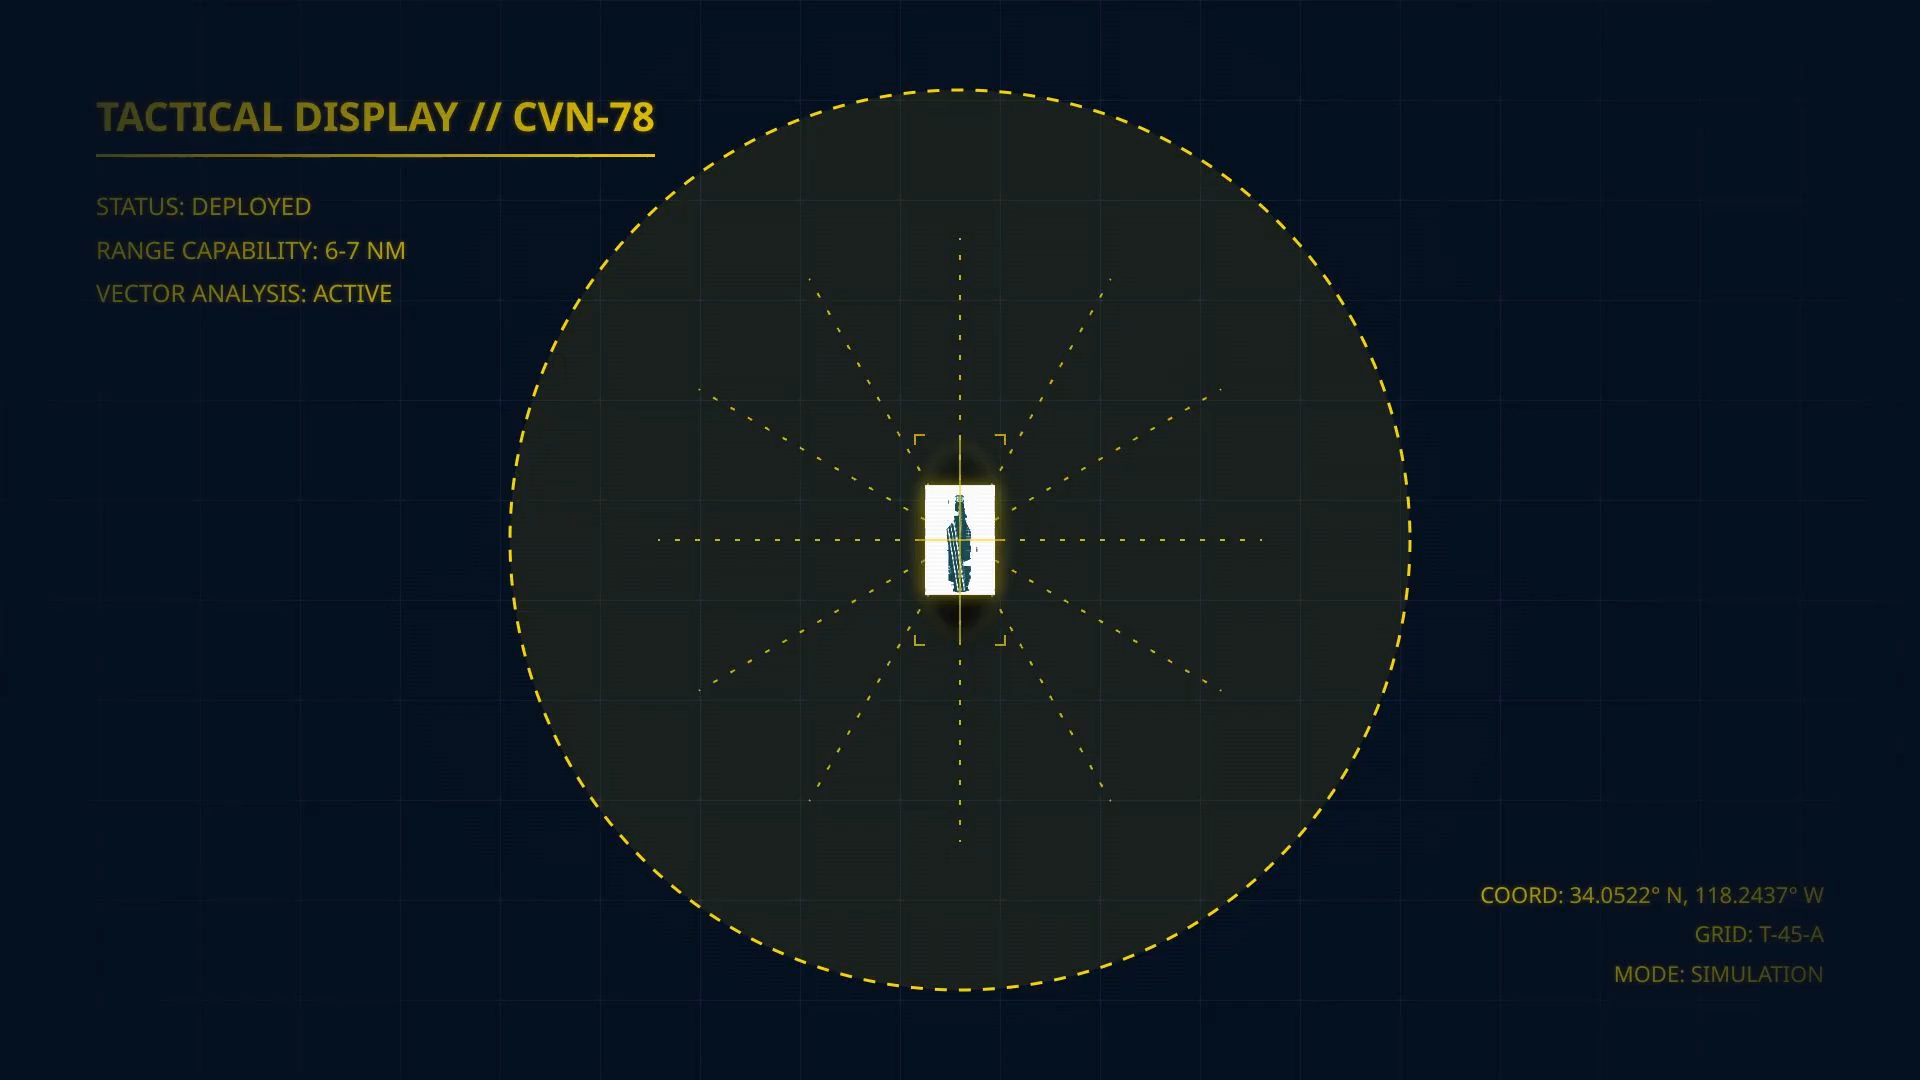 TACTICAL DISPLAY // CVN-78
STATUS: DEPLOYED
RANGE CAPABILITY: 6-7 NM
VECTOR ANALYSIS: ACTIVE
COORD: 34.0522° N, 118.2437° W
GRID: T-45-A
MODE: SIMULATION